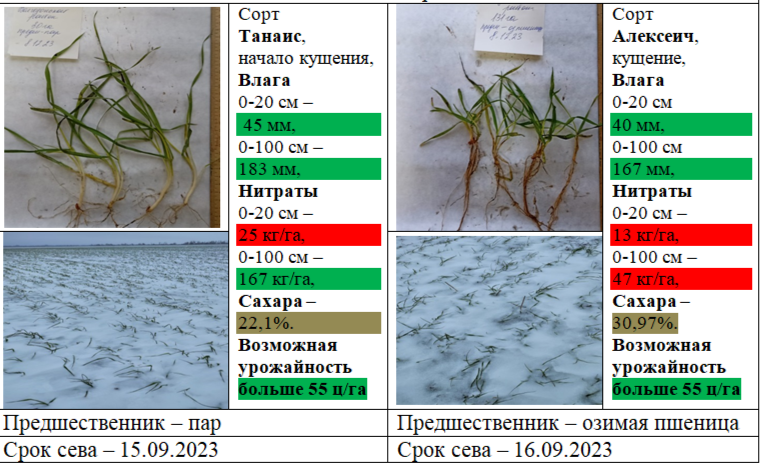 Сорт
Танаис,
начало кущения,
Влага
0-20 см –
45 мм,
0-100 см –
183 мм,
Нитраты
0-20 см –
25 кг/га,
0-100 см –
167 кг/га,
Сахара –
22,1%.
Возможная
урожайность
больше 55 ц/га
Сорт
Алексеич,
кущение,
Влага
0-20 см
40 мм,
0-100 см
167 мм,
Нитраты
0-20 см –
13 кг/га,
0-100 см –
47 кг/га,
Сахара –
30,97%.
Возможная
урожайность
больше 55 ц/га
Предшественник – пар
Предшественник – озимая пшеница
Срок сева – 15.09.2023
Срок сева – 16.09.2023